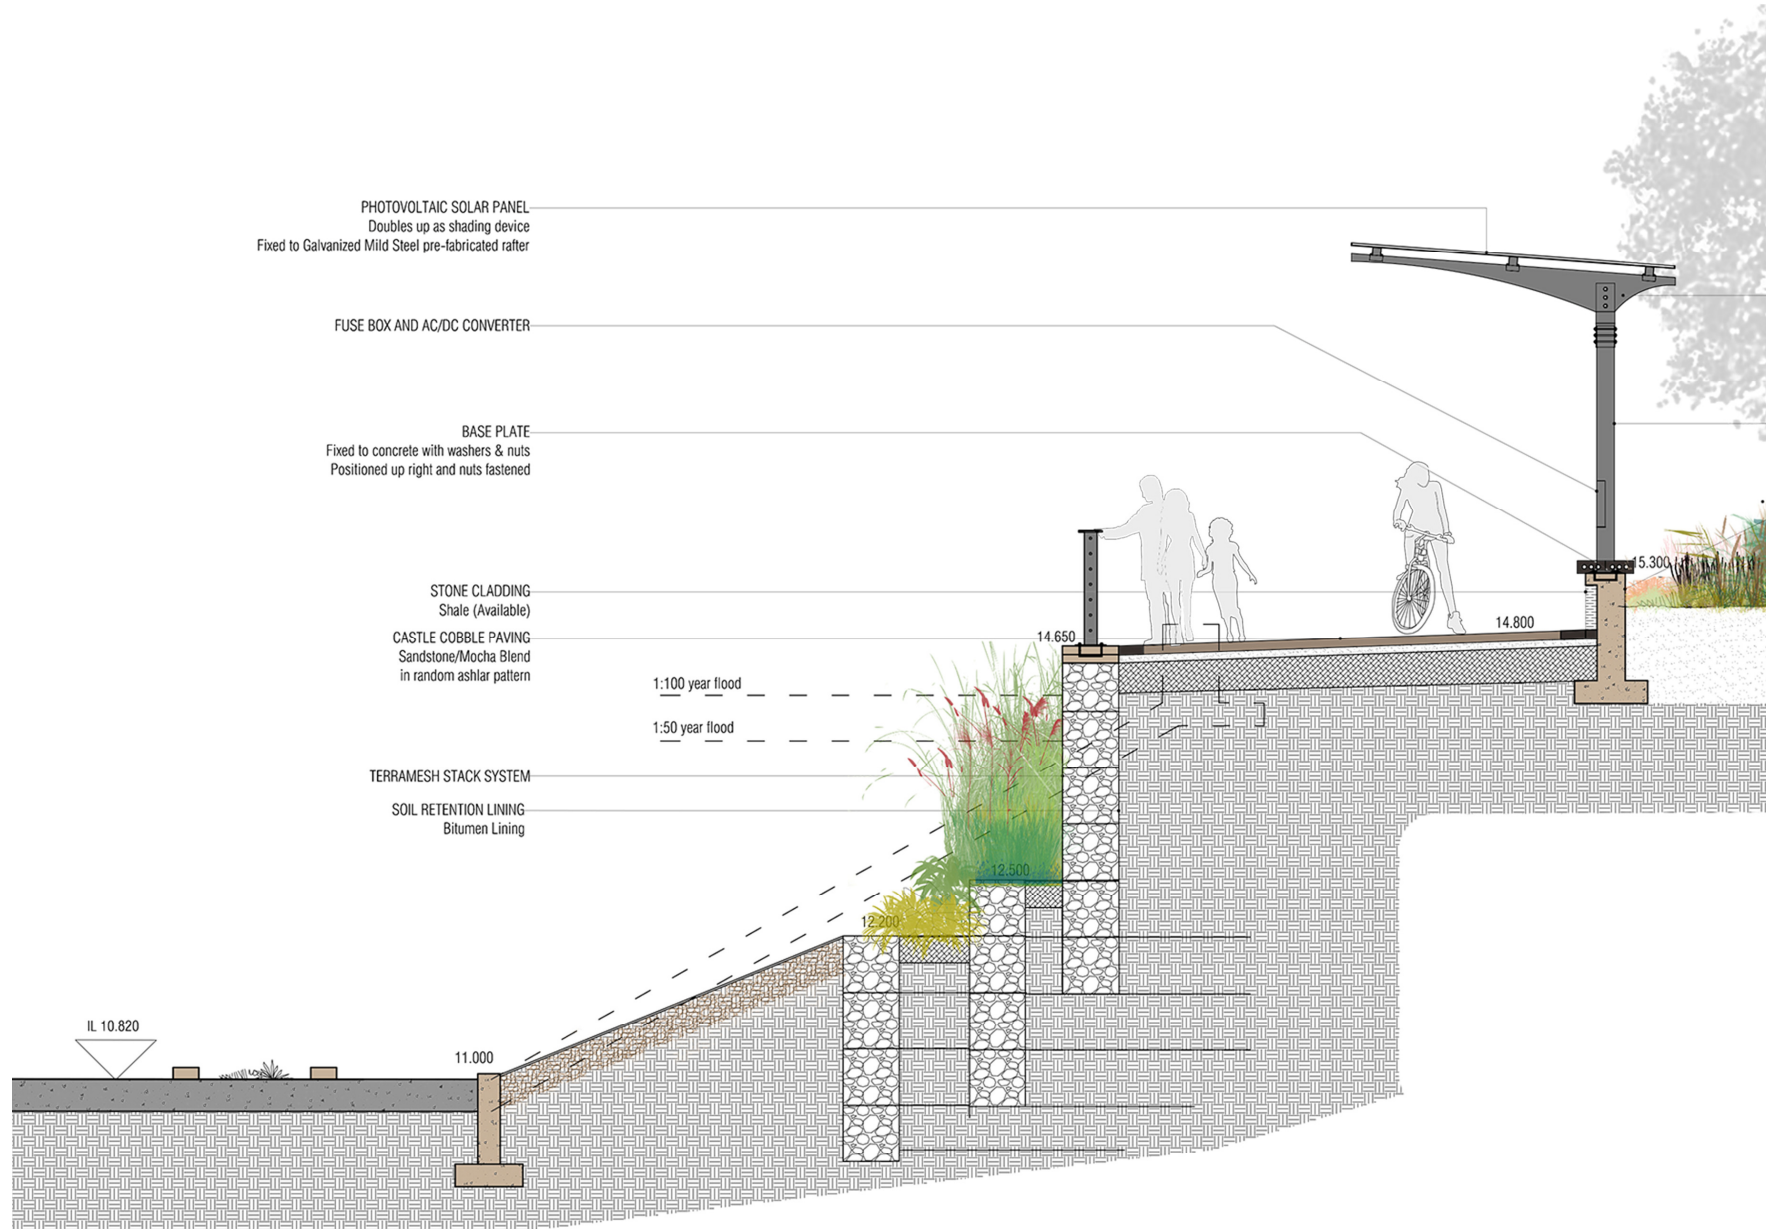 PHOTOVOLTAIC SOLAR PANEL
Doubles up as shading device
Fixed to Galvanized Mild Steel pre-fabricated rafter
FUSE BOX AND AC/DC CONVERTER
BASE PLATE
Fixed to concrete with washers & nuts
Positioned up right and nuts fastened
15.300
STONE CLADDING
Shale (Available)
14.800
CASTLE COBBLE PAVING
Sandstone/Mocha Blend
in random ashlar pattern
14.650
1:100 year flood
1:50 year flood
TERRAMESH STACK SYSTEM
SOIL RETENTION LINING
Bitumen Lining
12.500
12.200
IL 10.820
11.000